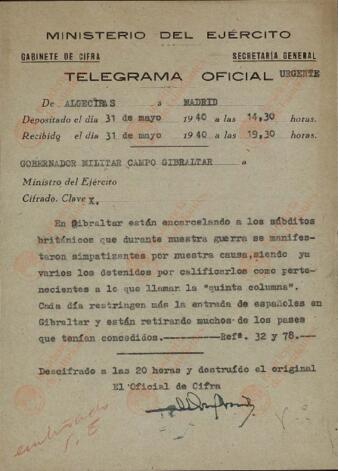 MINISTERIO DEL EJÉRCITO
GABINETE DE CIFRA SECRETARÍA GENERAL
TELEGRAMA OFICIAL URGENTE
De ALGECIRAS a MADRID
Depositado el día 31 de mayo 1940 a las 14,30 horas.
Recibido el día 31 de mayo 1940 a las 19,30 horas.
GOBERNADOR MILITAR CAMPO GIBRALTAR a
Ministro del Ejército
Cifrado. Clave X.
En Gibraltar están encarcelando a los súbditos
británicos que durante nuestra guerra se manifes-
taron simpatizantes por nuestra causa, siendo ya
varios los detenidos por calificarlos como perte-
necientes a lo que llaman la "quinta columna".
Cada día restringen más la entrada de españoles en
Gibraltar y están retirando muchos de los pases
que tenían concedidos.—— Refª. 32 y 78.—
Descifrado a las 20 horas y destruído el original
El Oficial de Cifra